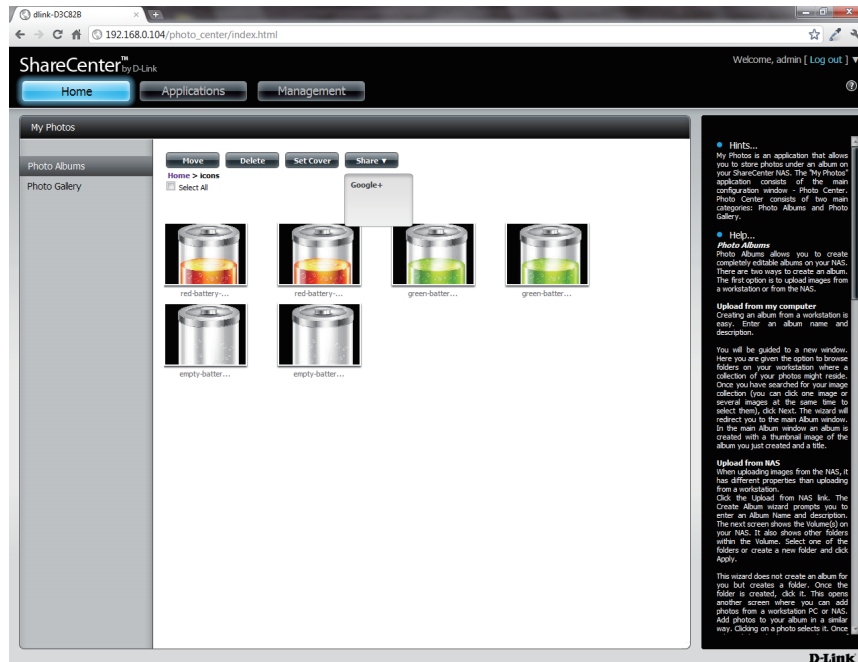 dlink-D3C82B
192.168.0.104/photo_center/index.html
ShareCenter™ by D-Link
Welcome, admin [ Log out ] ▼
Home
Applications
Management
My Photos
Photo Albums
Photo Gallery
Move
Delete
Set Cover
Share ▼
Home > icons
Select All
Google+
red-battery-...
red-battery-...
green-batter...
green-batter...
empty-batter...
empty-batter...
Hints...
My Photos is an application that allows
you to store photos under an album on
your ShareCenter NAS. The "My Photos"
application consists of the main
configuration window - Photo Center.
Photo Center consists of two main
categories: Photo Albums and Photo
Gallery.
Help...
Photo Albums
Photo Albums allows you to create
completely editable albums on your NAS.
There are two ways to create an album.
The first option is to upload images from
a workstation or from the NAS.
Upload from my computer
Creating an album from a workstation is
easy. Enter an album name and
description.
You will be guided to a new window.
Here you are given the option to browse
folders on your workstation where a
collection of your photos might reside.
Once you have searched for your image
collection (you can click one image or
several images at the same time to
select them), click Next. The wizard will
redirect you to the main Album window.
In the main Album window an album is
created with a thumbnail image of the
album you just created and a title.
Upload from NAS
When uploading images from the NAS, it
has different properties than uploading
from a workstation.
Click the Upload from NAS link. The
Create Album wizard prompts you to
enter an Album Name and description.
The next screen shows the Volume(s) on
your NAS. It also shows other folders
within the Volume. Select one of the
folders or create a new folder and click
Apply.
This wizard does not create an album for
you but creates a folder. Once the
folder is created, click it. This opens
another screen where you can add
photos from a workstation PC or NAS.
Add photos to your album in a similar
way. Clicking on a photo selects it. Once
D-Link